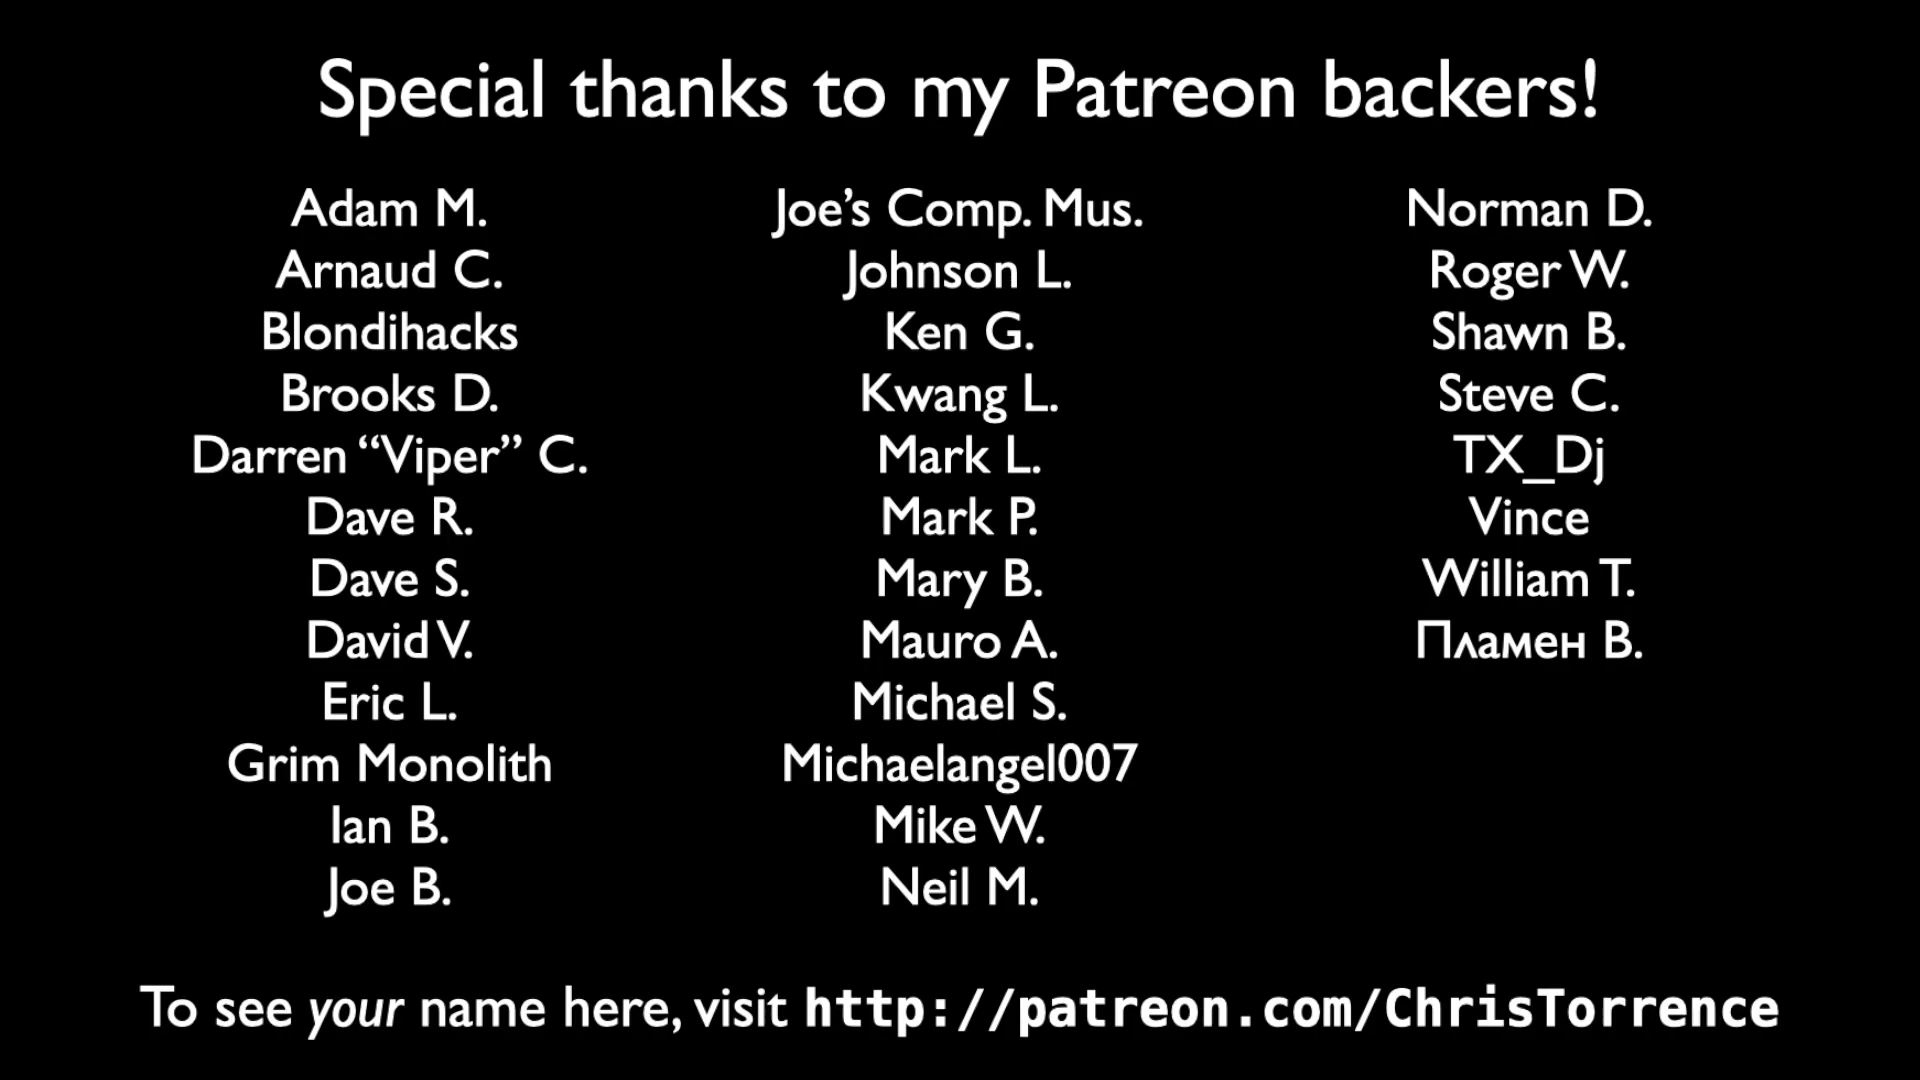 Special thanks to my Patreon backers!
Adam M.
Arnaud C.
Blondihacks
Brooks D.
Darren “Viper” C.
Dave R.
Dave S.
David V.
Eric L.
Grim Monolith
Ian B.
Joe B.
Joe’s Comp. Mus.
Johnson L.
Ken G.
Kwang L.
Mark L.
Mark P.
Mary B.
Mauro A.
Michael S.
Michaelangel007
Mike W.
Neil M.
Norman D.
Roger W.
Shawn B.
Steve C.
TX_Dj
Vince
William T.
Пламен В.
To see your name here, visit http://patreon.com/ChrisTorrence